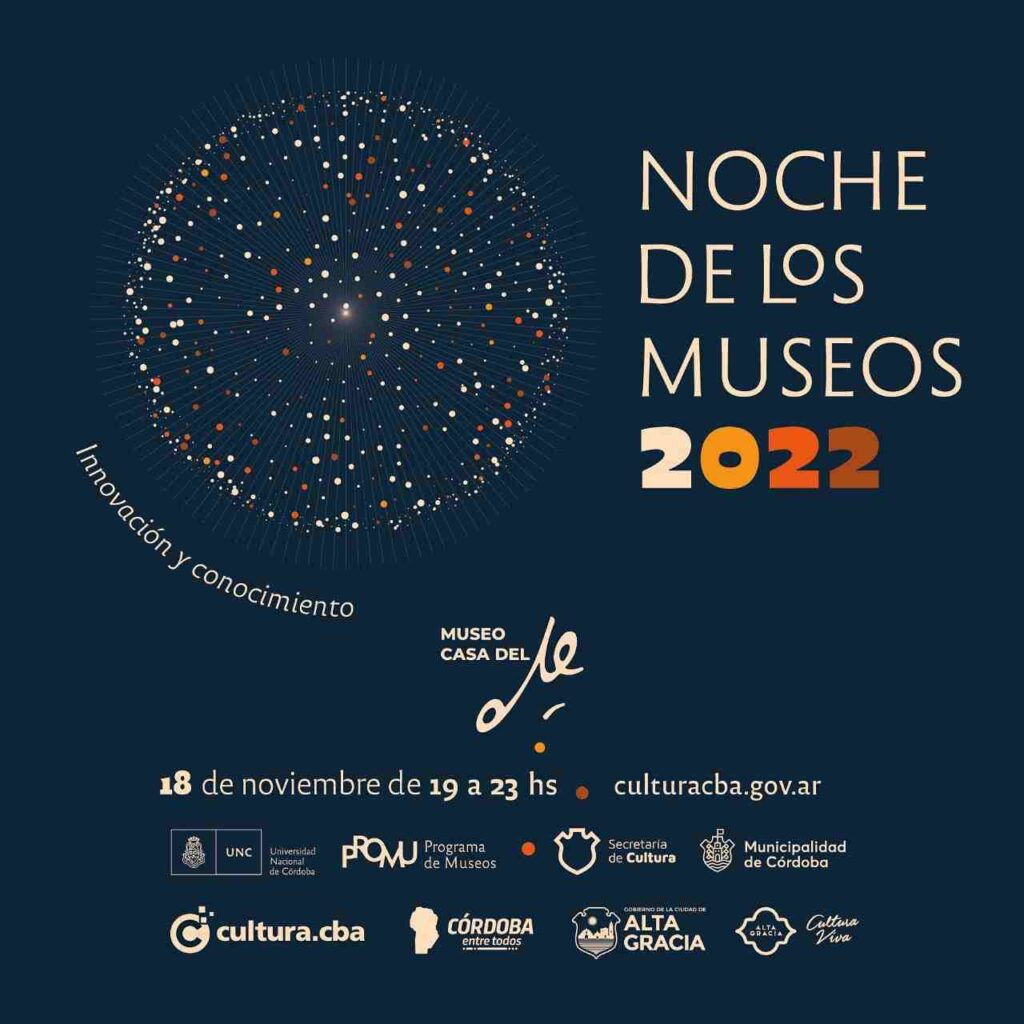 NOCHE
DE LOS
MUSEOS
2022
Innovación y conocimiento
MUSEO
CASA DEL
18 de noviembre de 19 a 23 hs
culturacba.gov.ar
UNC
Universidad
Nacional
de Córdoba
PROMU
Programa
de Museos
Secretaría
de Cultura
Municipalidad
de Córdoba
cultura.cba
CÓRDOBA
entre todos
GOBIERNO DE LA CIUDAD DE
ALTA
GRACIA
ALTA
GRACIA
Cultura
Viva